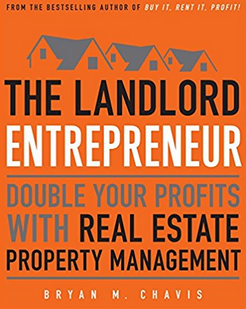 FROM THE BESTSELLING AUTHOR OF BUY IT, RENT IT, PROFIT!
THE LANDLORD
ENTREPRENEUR
DOUBLE YOUR PROFITS
WITH REAL ESTATE
PROPERTY MANAGEMENT
BRYAN M. CHAVIS